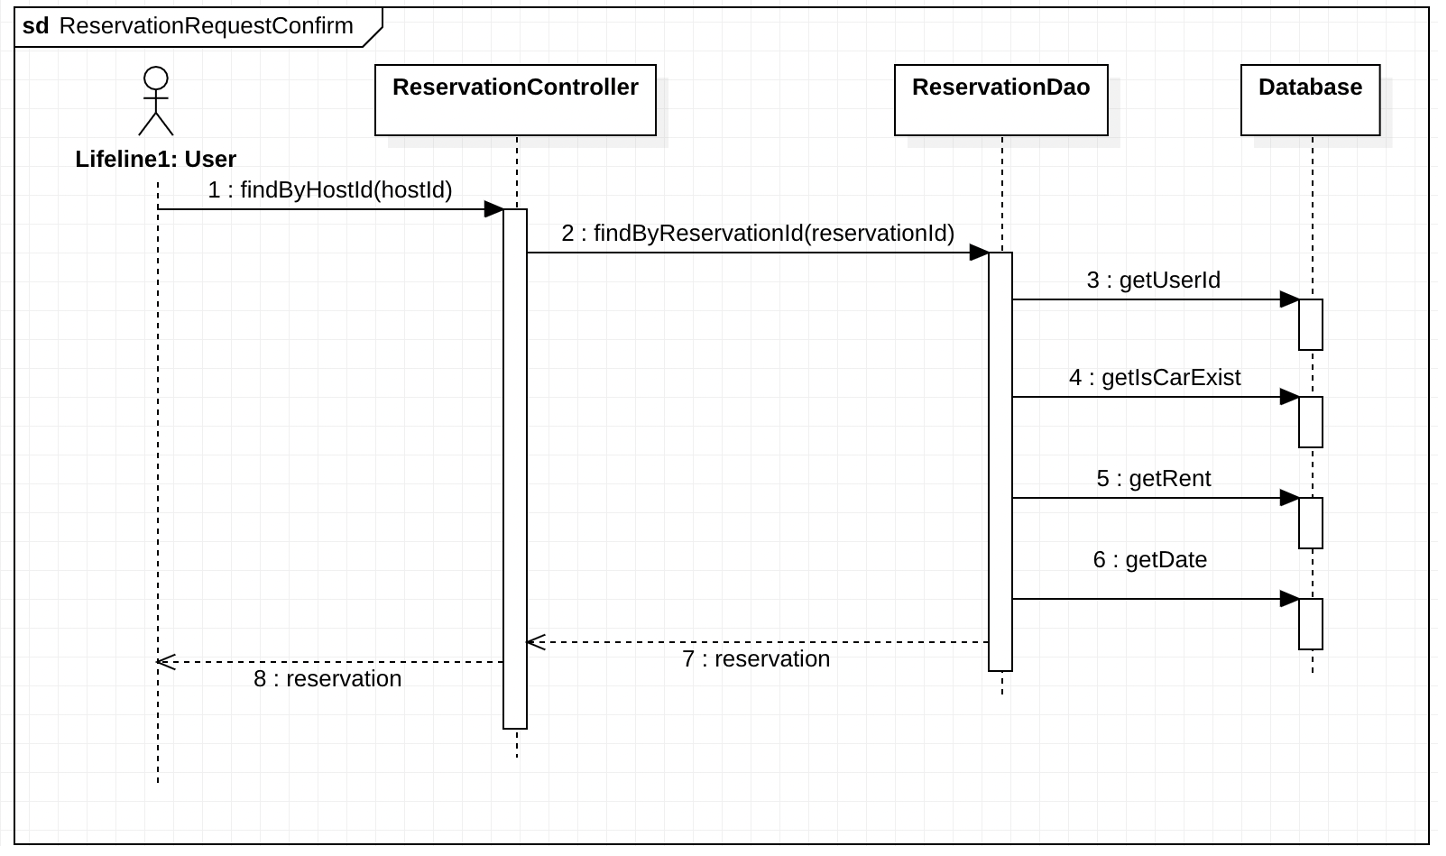 sd ReservationRequestConfirm
ReservationController
ReservationDao
Database
Lifeline1: User
1 : findByHostId(hostId)
2 : findByReservationId(reservationId)
3 : getUserId
4 : getIsCarExist
5 : getRent
6 : getDate
7 : reservation
8 : reservation